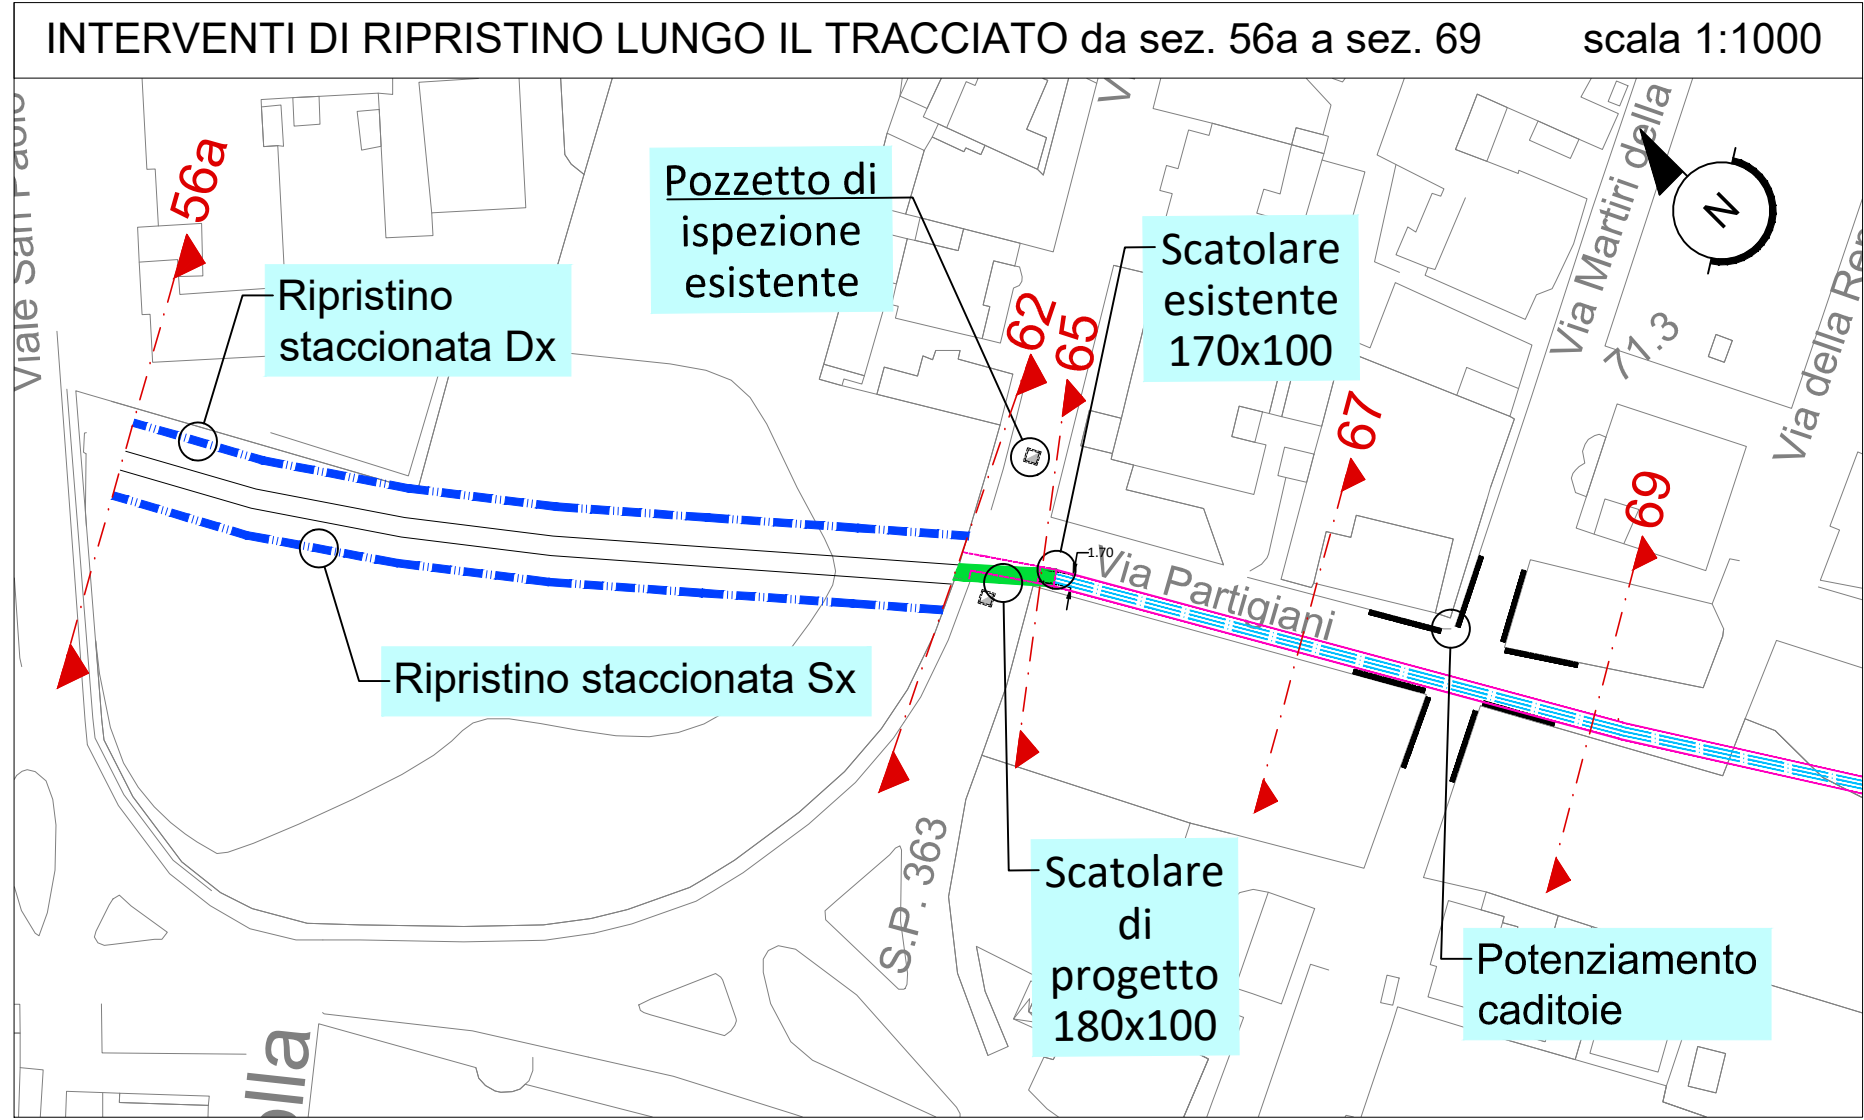 INTERVENTI DI RIPRISTINO LUNGO IL TRACCIATO da sez. 56a a sez. 69 scala 1:1000
Viale San Paolo
56a
Ripristino
staccionata Dx
Pozzetto di
ispezione
esistente
62
65
Scatolare
esistente
170x100
67
69
Via Martiri della
71.3
Via della
N
1.70
Via Partigiani
Ripristino staccionata Sx
S.P. 363
Scatolare
di
progetto
180x100
Potenziamento
caditoie